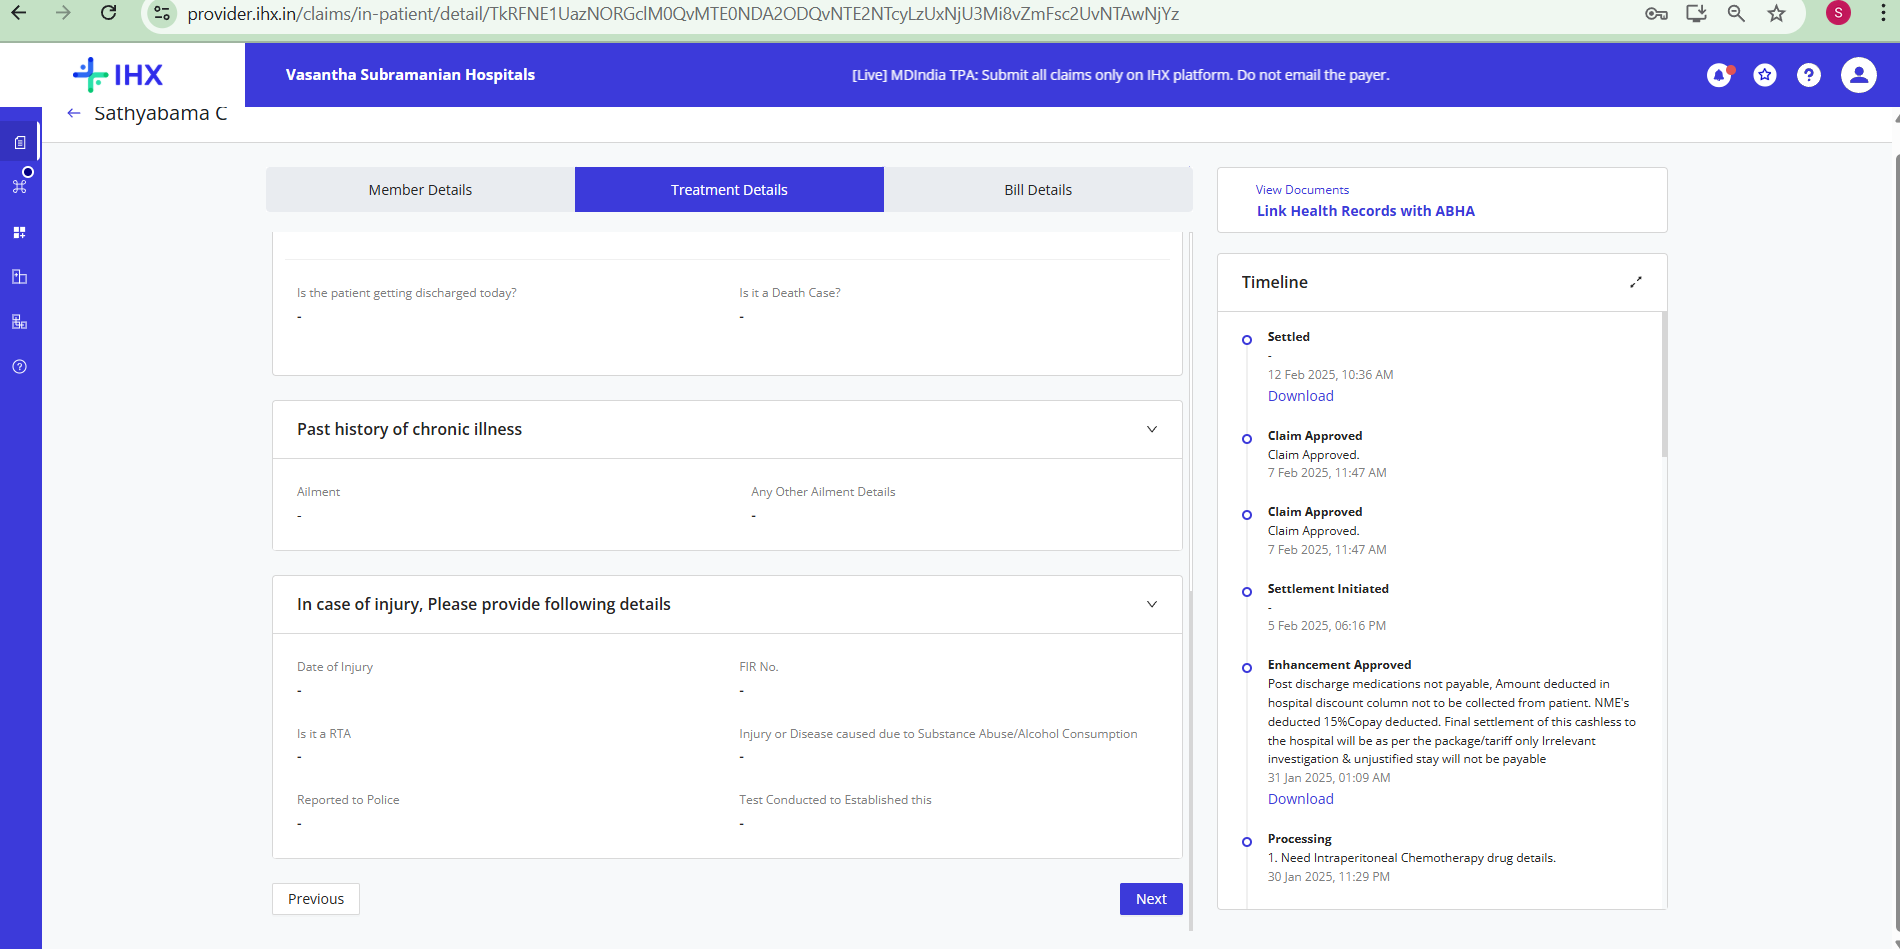 provider.ihx.in/claims/in-patient/detail/TkRFNE1UazNORGclM0QvMTE0NDA2ODQvNTE2NTcyLzUxNjU3Mi8vZmFsc2UvNTAwNjYz
S
IHX
Vasantha Subramanian Hospitals
[Live] MDIndia TPA: Submit all claims only on IHX platform. Do not email the payer.
Sathyabama C
Member Details
Treatment Details
Bill Details
View Documents
Link Health Records with ABHA
Is the patient getting discharged today?
-
Is it a Death Case?
-
Past history of chronic illness
Ailment
-
Any Other Ailment Details
-
In case of injury, Please provide following details
Date of Injury
-
FIR No.
-
Is it a RTA
-
Injury or Disease caused due to Substance Abuse/Alcohol Consumption
-
Reported to Police
-
Test Conducted to Established this
-
Previous
Next
Timeline
Settled
-
12 Feb 2025, 10:36 AM
Download
Claim Approved
Claim Approved.
7 Feb 2025, 11:47 AM
Claim Approved
Claim Approved.
7 Feb 2025, 11:47 AM
Settlement Initiated
-
5 Feb 2025, 06:16 PM
Enhancement Approved
Post discharge medications not payable, Amount deducted in
hospital discount column not to be collected from patient. NME's
deducted 15%Copay deducted. Final settlement of this cashless to
the hospital will be as per the package/tariff only Irrelevant
investigation & unjustified stay will not be payable
31 Jan 2025, 01:09 AM
Download
Processing
1. Need Intraperitoneal Chemotherapy drug details.
30 Jan 2025, 11:29 PM